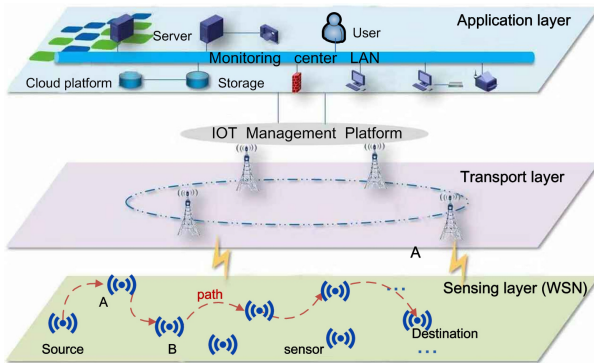 Application layer
Server
User
Monitoring center LAN
Cloud platform
Storage
IOT Management Platform
Transport layer
A
Sensing layer (WSN)
A
path
Source
B
sensor
Destination